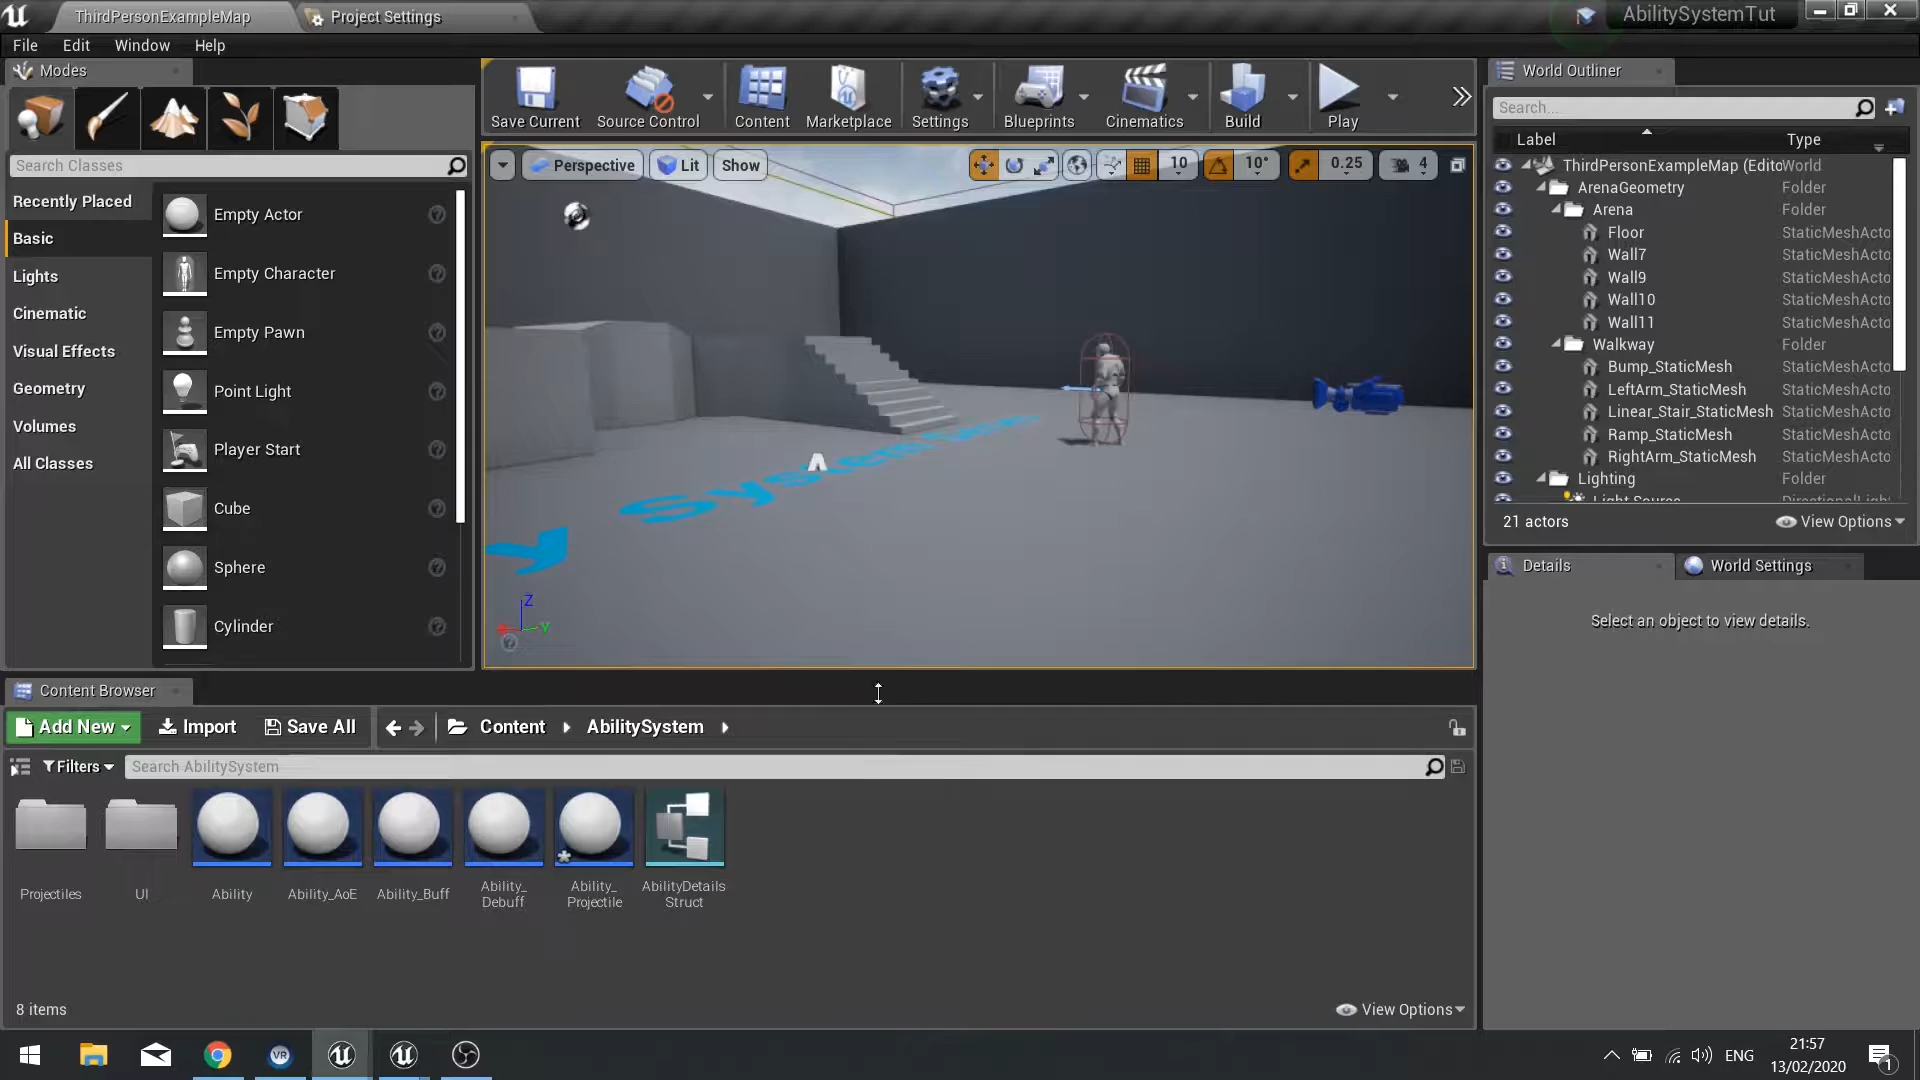 ThirdPersonExampleMap
Project Settings
AbilitySystemTut
File Edit Window Help
Modes
Save Current
Source Control
Content
Marketplace
Settings
Blueprints
Cinematics
Build
Play
World Outliner
Search...
Label
Type
Search Classes
Perspective
Lit
Show
10
10°
0.25
4
Recently Placed
Basic
Lights
Cinematic
Visual Effects
Geometry
Volumes
All Classes
Empty Actor
Empty Character
Empty Pawn
Point Light
Player Start
Cube
Sphere
Cylinder
y System
Z
Y
ThirdPersonExampleMap (Edito World
ArenaGeometry Folder
Arena Folder
Floor StaticMeshActo
Wall7 StaticMeshActo
Wall9 StaticMeshActo
Wall10 StaticMeshActo
Wall11 StaticMeshActo
Walkway Folder
Bump_StaticMesh StaticMeshActo
LeftArm_StaticMesh StaticMeshActo
Linear_Stair_StaticMesh StaticMeshActo
Ramp_StaticMesh StaticMeshActo
RightArm_StaticMesh StaticMeshActo
Lighting Folder
Light Source DirectionalLigh
21 actors
View Options
Details
World Settings
Select an object to view details.
Content Browser
Add New
Import
Save All
Content
AbilitySystem
Filters
Search AbilitySystem
Projectiles
UI
Ability
Ability_AoE
Ability_Buff
Ability_
Debuff
Ability_
Projectile
AbilityDetails
Struct
8 items
View Options
VR
ENG
21:57
13/02/2020
1